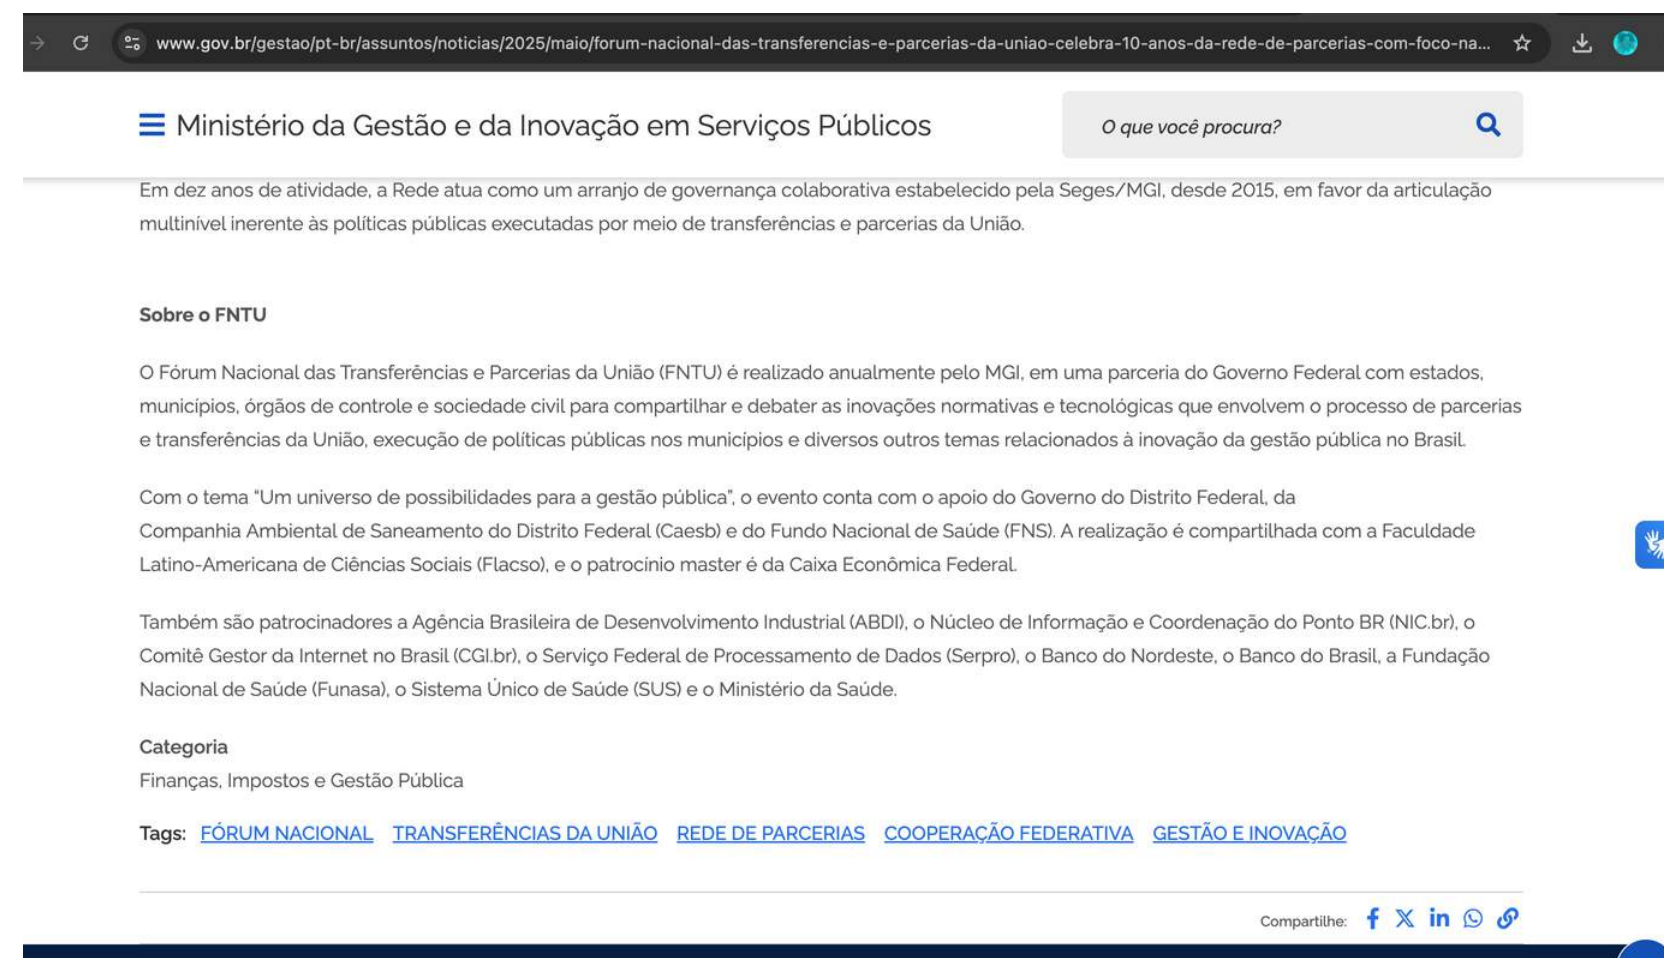 www.gov.br/gestao/pt-br/assuntos/noticias/2025/maio/forum-nacional-das-transferencias-e-parcerias-da-uniao-celebra-10-anos-da-rede-de-parcerias-com-foco-na...
Ministério da Gestão e da Inovação em Serviços Públicos
O que você procura?
Em dez anos de atividade, a Rede atua como um arranjo de governança colaborativa estabelecido pela Seges/MGI, desde 2015, em favor da articulação
multinível inerente às políticas públicas executadas por meio de transferências e parcerias da União.
Sobre o FNTU
O Fórum Nacional das Transferências e Parcerias da União (FNTU) é realizado anualmente pelo MGI, em uma parceria do Governo Federal com estados,
municípios, órgãos de controle e sociedade civil para compartilhar e debater as inovações normativas e tecnológicas que envolvem o processo de parcerias
e transferências da União, execução de políticas públicas nos municípios e diversos outros temas relacionados à inovação da gestão pública no Brasil.
Com o tema "Um universo de possibilidades para a gestão pública", o evento conta com o apoio do Governo do Distrito Federal, da
Companhia Ambiental de Saneamento do Distrito Federal (Caesb) e do Fundo Nacional de Saúde (FNS). A realização é compartilhada com a Faculdade
Latino-Americana de Ciências Sociais (Flacso), e o patrocínio master é da Caixa Econômica Federal.
Também são patrocinadores a Agência Brasileira de Desenvolvimento Industrial (ABDI), o Núcleo de Informação e Coordenação do Ponto BR (NIC.br), o
Comitê Gestor da Internet no Brasil (CGI.br), o Serviço Federal de Processamento de Dados (Serpro), o Banco do Nordeste, o Banco do Brasil, a Fundação
Nacional de Saúde (Funasa), o Sistema Único de Saúde (SUS) e o Ministério da Saúde.
Categoria
Finanças, Impostos e Gestão Pública
Tags: FÓRUM NACIONAL TRANSFERÊNCIAS DA UNIÃO REDE DE PARCERIAS COOPERAÇÃO FEDERATIVA GESTÃO E INOVAÇÃO
Compartilhe: